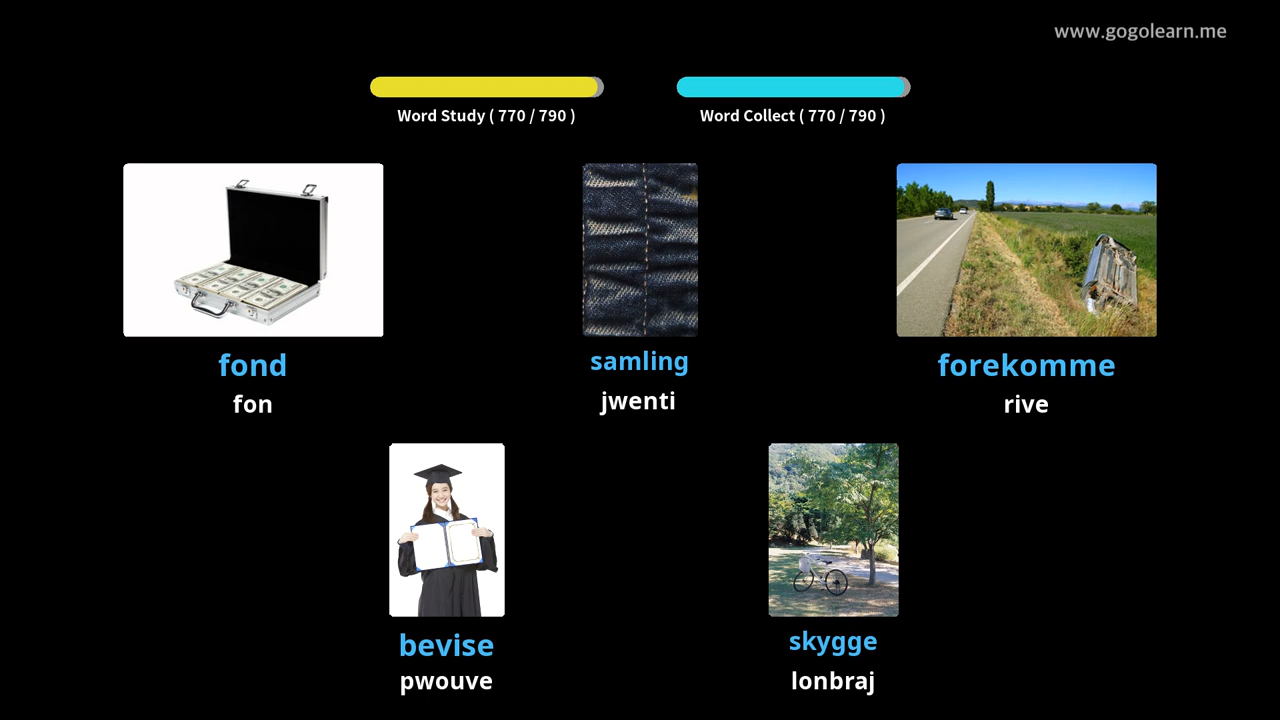 www.gogolearn.me
Word Study ( 770 / 790 )
Word Collect ( 770 / 790 )
fond
fon
samling
jwenti
forekomme
rive
bevise
pwouve
skygge
lonbraj